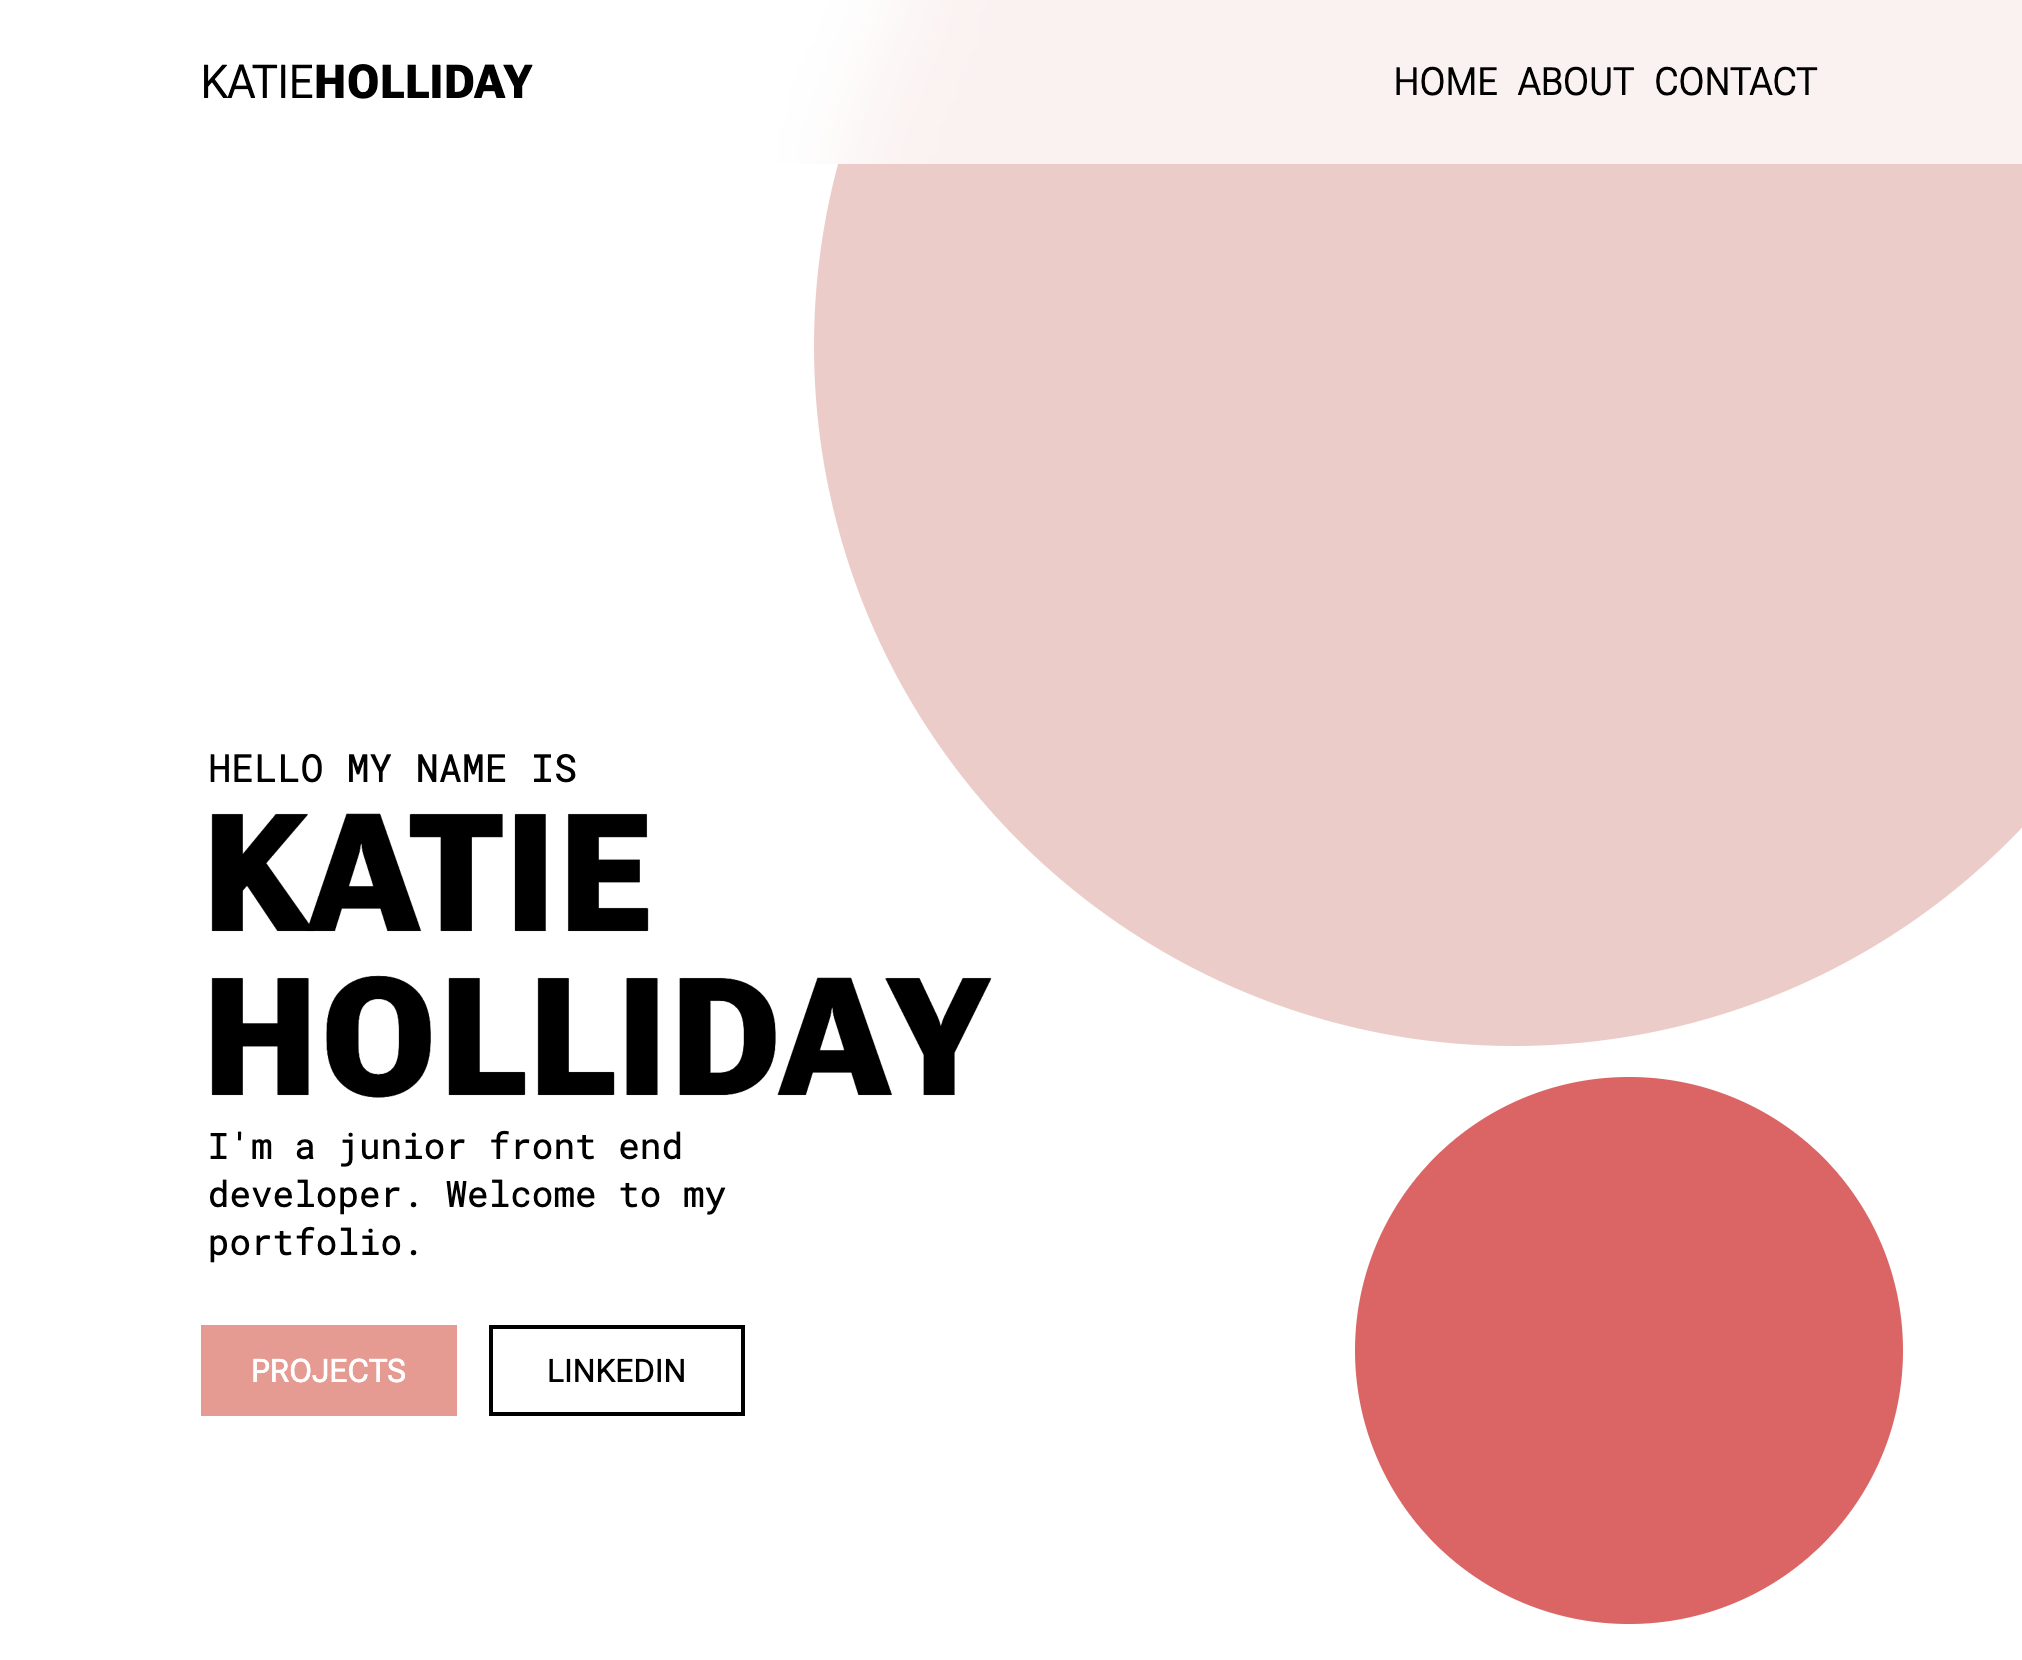 KATIEHOLLIDAY
HOME ABOUT CONTACT
HELLO MY NAME IS
KATIE
HOLLIDAY
I'm a junior front end
developer. Welcome to my
portfolio.
PROJECTS
LINKEDIN